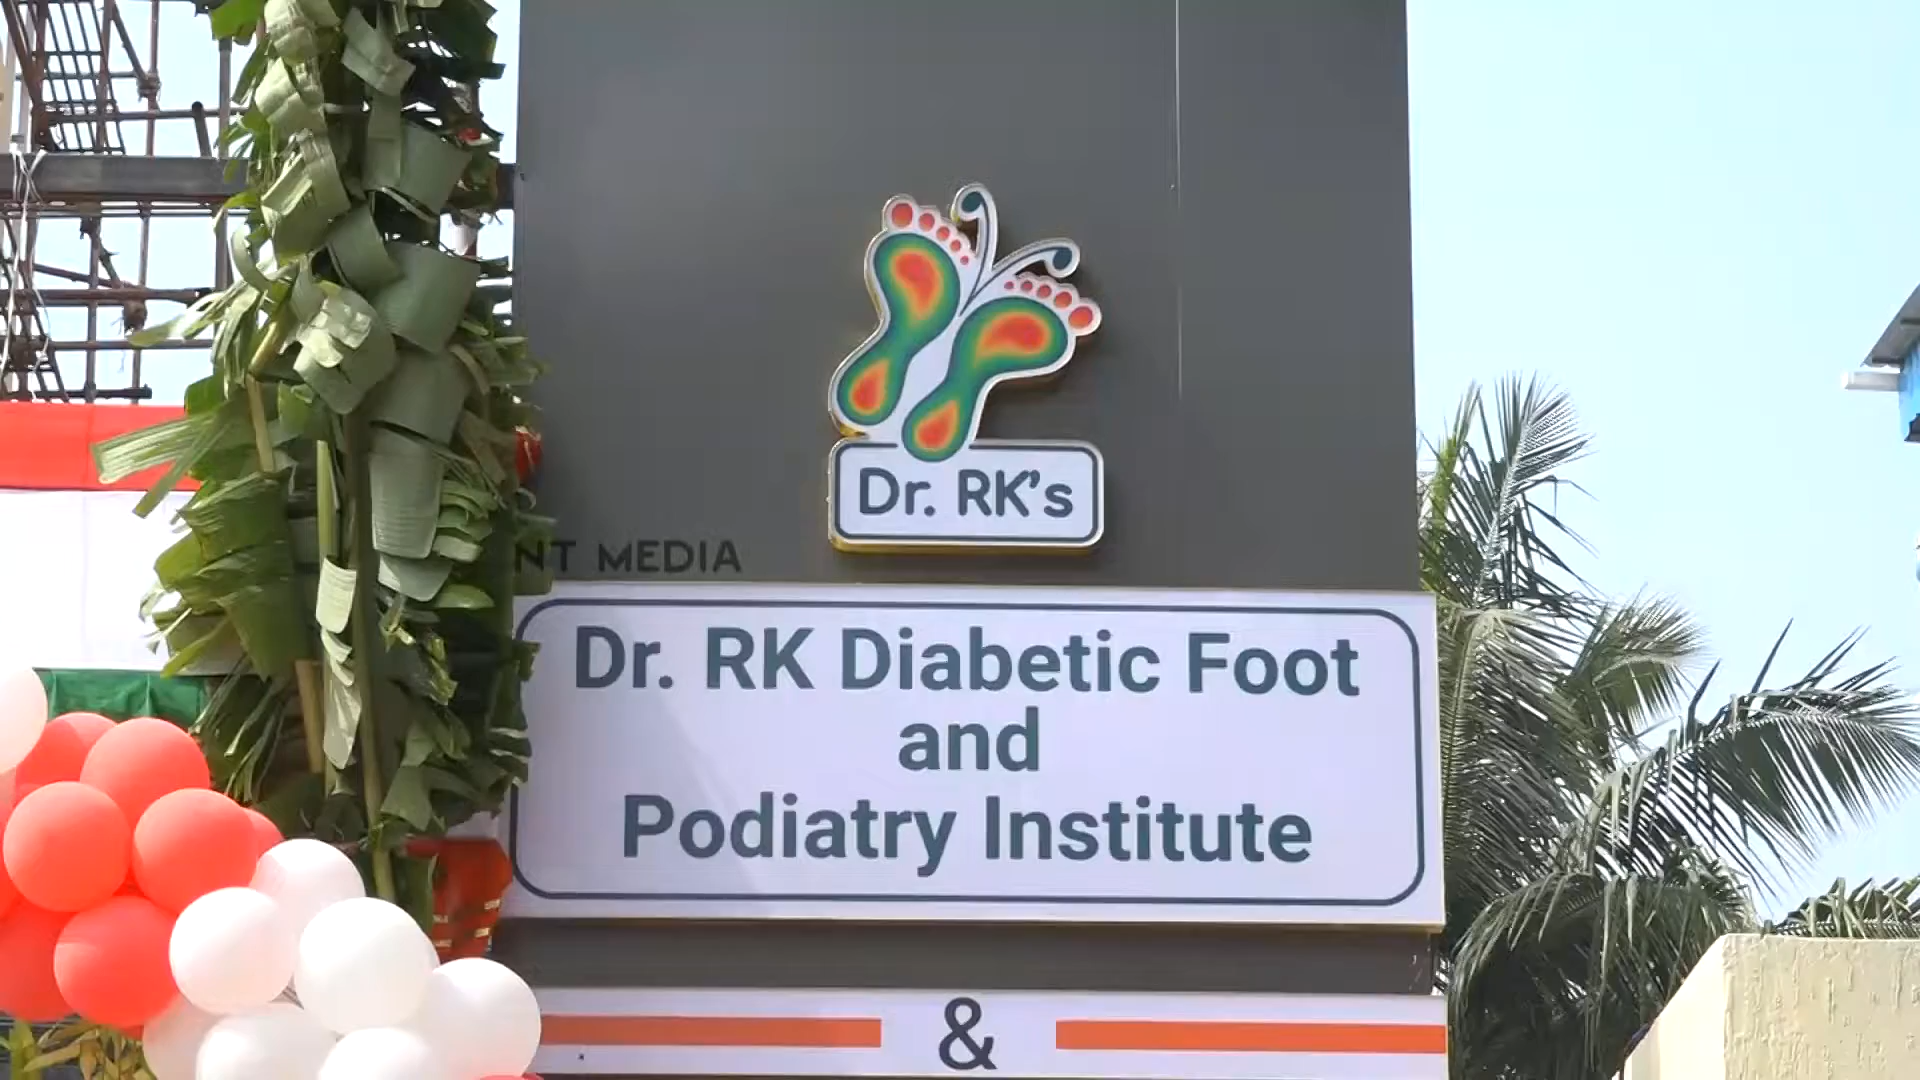 Dr. RK's
NT MEDIA
Dr. RK Diabetic Foot
and
Podiatry Institute
&